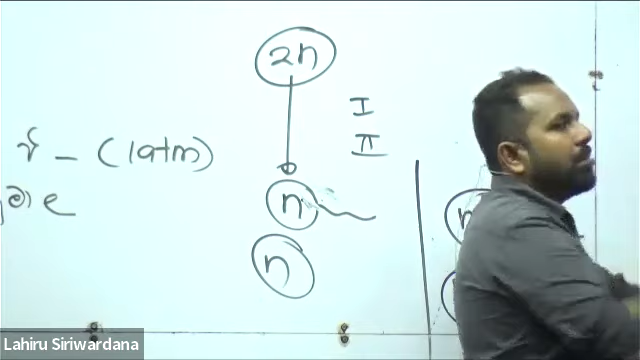 2n
I
II
– (1atm)
n
n
n
Lahiru Siriwardana